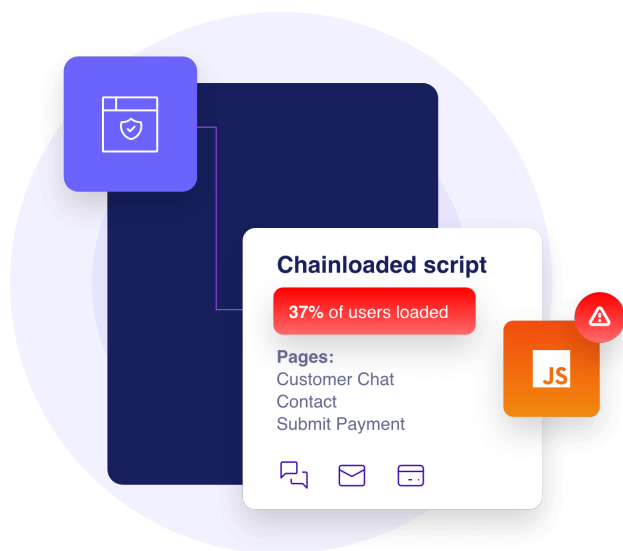 Chainloaded script
37% of users loaded
Pages:
Customer Chat
Contact
Submit Payment
JS